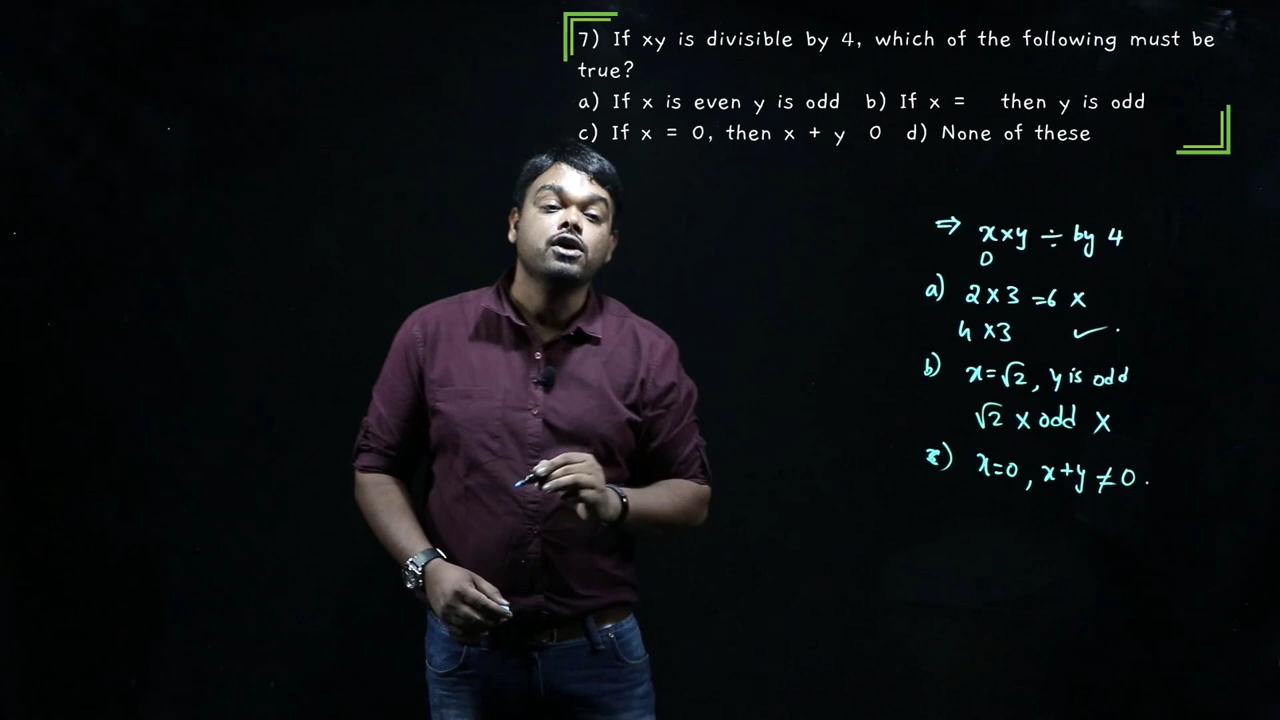 7) If xy is divisible by 4, which of the following must be
true?
a) If x is even y is odd b) If x = then y is odd
c) If x = 0, then x + y 0 d) None of these
⇒ x×y ÷ by 4
0
a) 2×3 =6 ×
4×3 ✓.
b) x=√2, y is odd
√2 × odd ×
c) x=0, x+y ≠0.